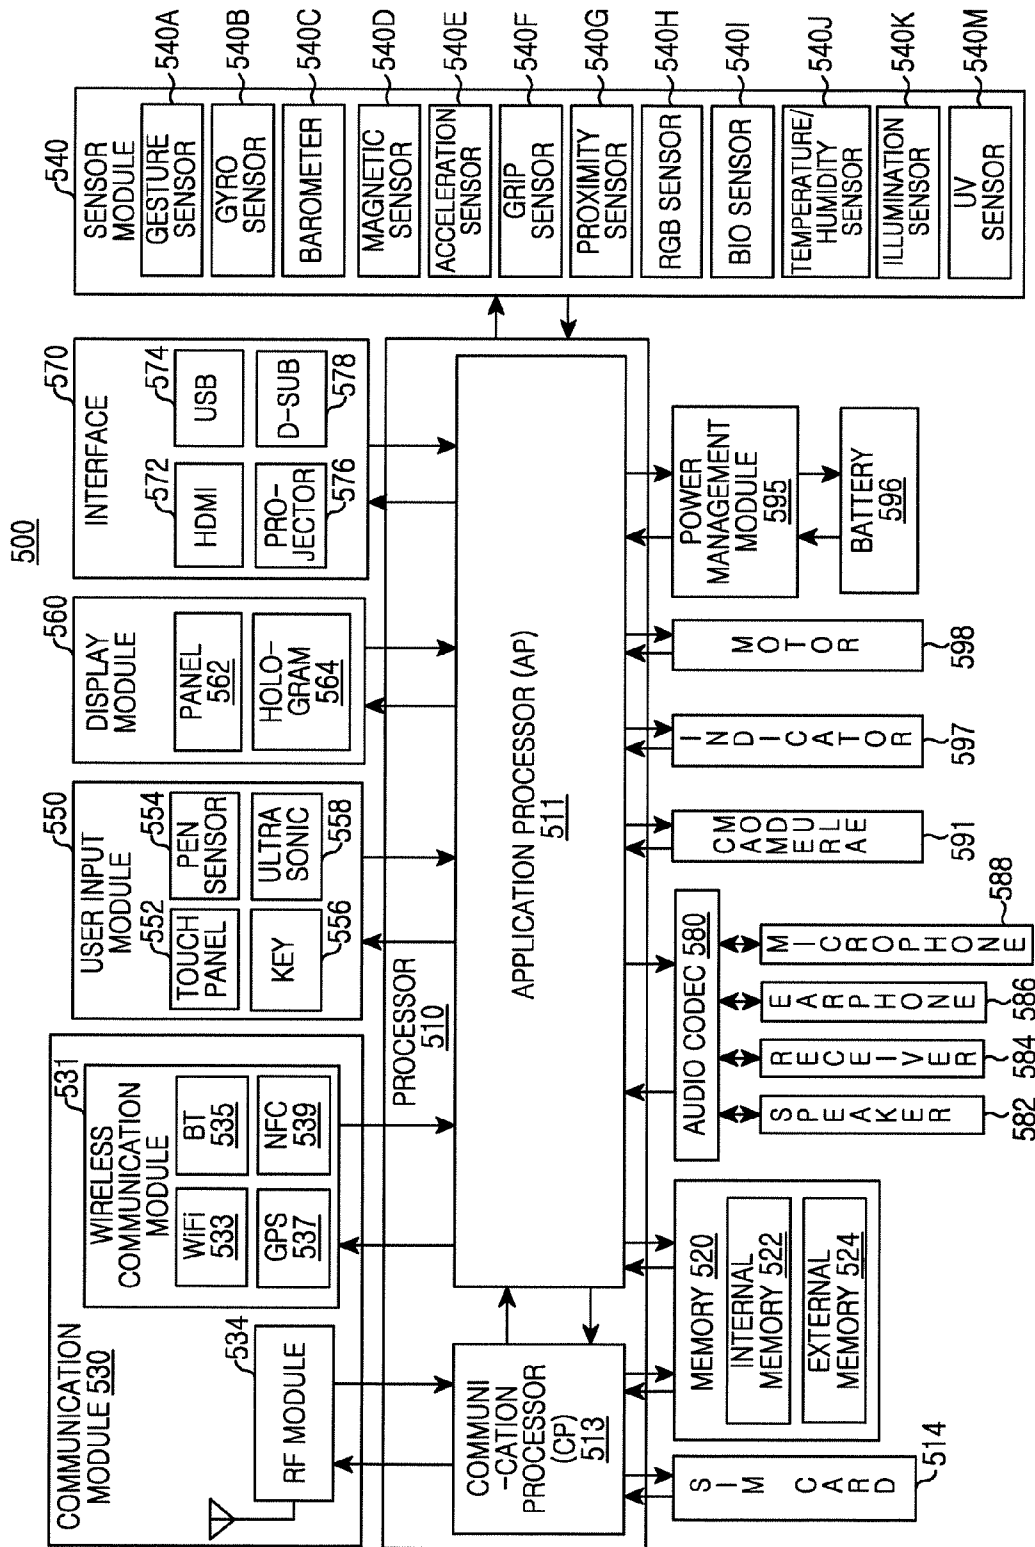 500
COMMUNICATION
MODULE 530
534
RF MODULE
531
WIRELESS
COMMUNICATION
MODULE
WiFi
533
BT
535
GPS
537
NFC
539
550
USER INPUT
MODULE
552
TOUCH
PANEL
554
PEN
SENSOR
KEY
556
ULTRA
SONIC
558
560
DISPLAY
MODULE
PANEL
562
HOLO-
GRAM
564
570
INTERFACE
572
HDMI
574
USB
PRO-
JECTOR
576
D-SUB
578
540
SENSOR
MODULE
GESTURE
SENSOR
540A
GYRO
SENSOR
540B
BAROMETER
540C
MAGNETIC
SENSOR
540D
ACCELERATION
SENSOR
540E
GRIP
SENSOR
540F
PROXIMITY
SENSOR
540G
RGB SENSOR
540H
BIO SENSOR
540I
TEMPERATURE/
HUMIDITY
SENSOR
540J
ILLUMINATION
SENSOR
540K
UV
SENSOR
540M
PROCESSOR
510
COMMUNI
-CATION
PROCESSOR
(CP)
513
APPLICATION PROCESSOR (AP)
511
SIM CARD
514
MEMORY 520
INTERNAL
MEMORY 522
EXTERNAL
MEMORY 524
AUDIO CODEC 580
SPEAKER
582
RECEIVER
584
EARPHONE
586
MICROPHONE
588
CAMERA
MODULE
591
INDICATOR
597
MOTOR
598
POWER
MANAGEMENT
MODULE
595
BATTERY
596